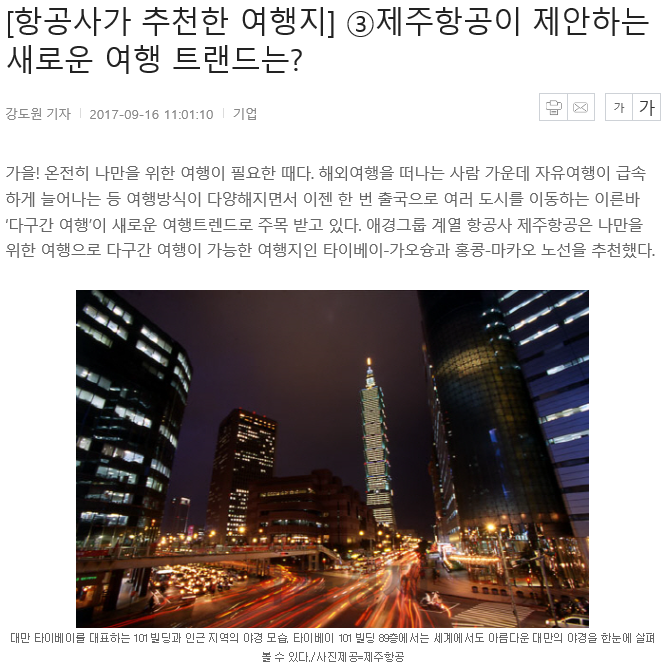 [항공사가 추천한 여행지] ③제주항공이 제안하는
새로운 여행 트랜드는?
강도원 기자 2017-09-16 11:01:10 기업
가 가
가을! 온전히 나만을 위한 여행이 필요한 때다. 해외여행을 떠나는 사람 가운데 자유여행이 급속
하게 늘어나는 등 여행방식이 다양해지면서 이젠 한 번 출국으로 여러 도시를 이동하는 이른바
‘다구간 여행’이 새로운 여행트렌드로 주목 받고 있다. 애경그룹 계열 항공사 제주항공은 나만을
위한 여행으로 다구간 여행이 가능한 여행지인 타이베이-가오슝과 홍콩-마카오 노선을 추천했다.
대만 타이베이를 대표하는 101빌딩과 인근 지역의 야경 모습. 타이베이 101빌딩 89층에서는 세계에서도 아름다운 대만의 야경을 한눈에 살펴
볼 수 있다./사진제공=제주항공